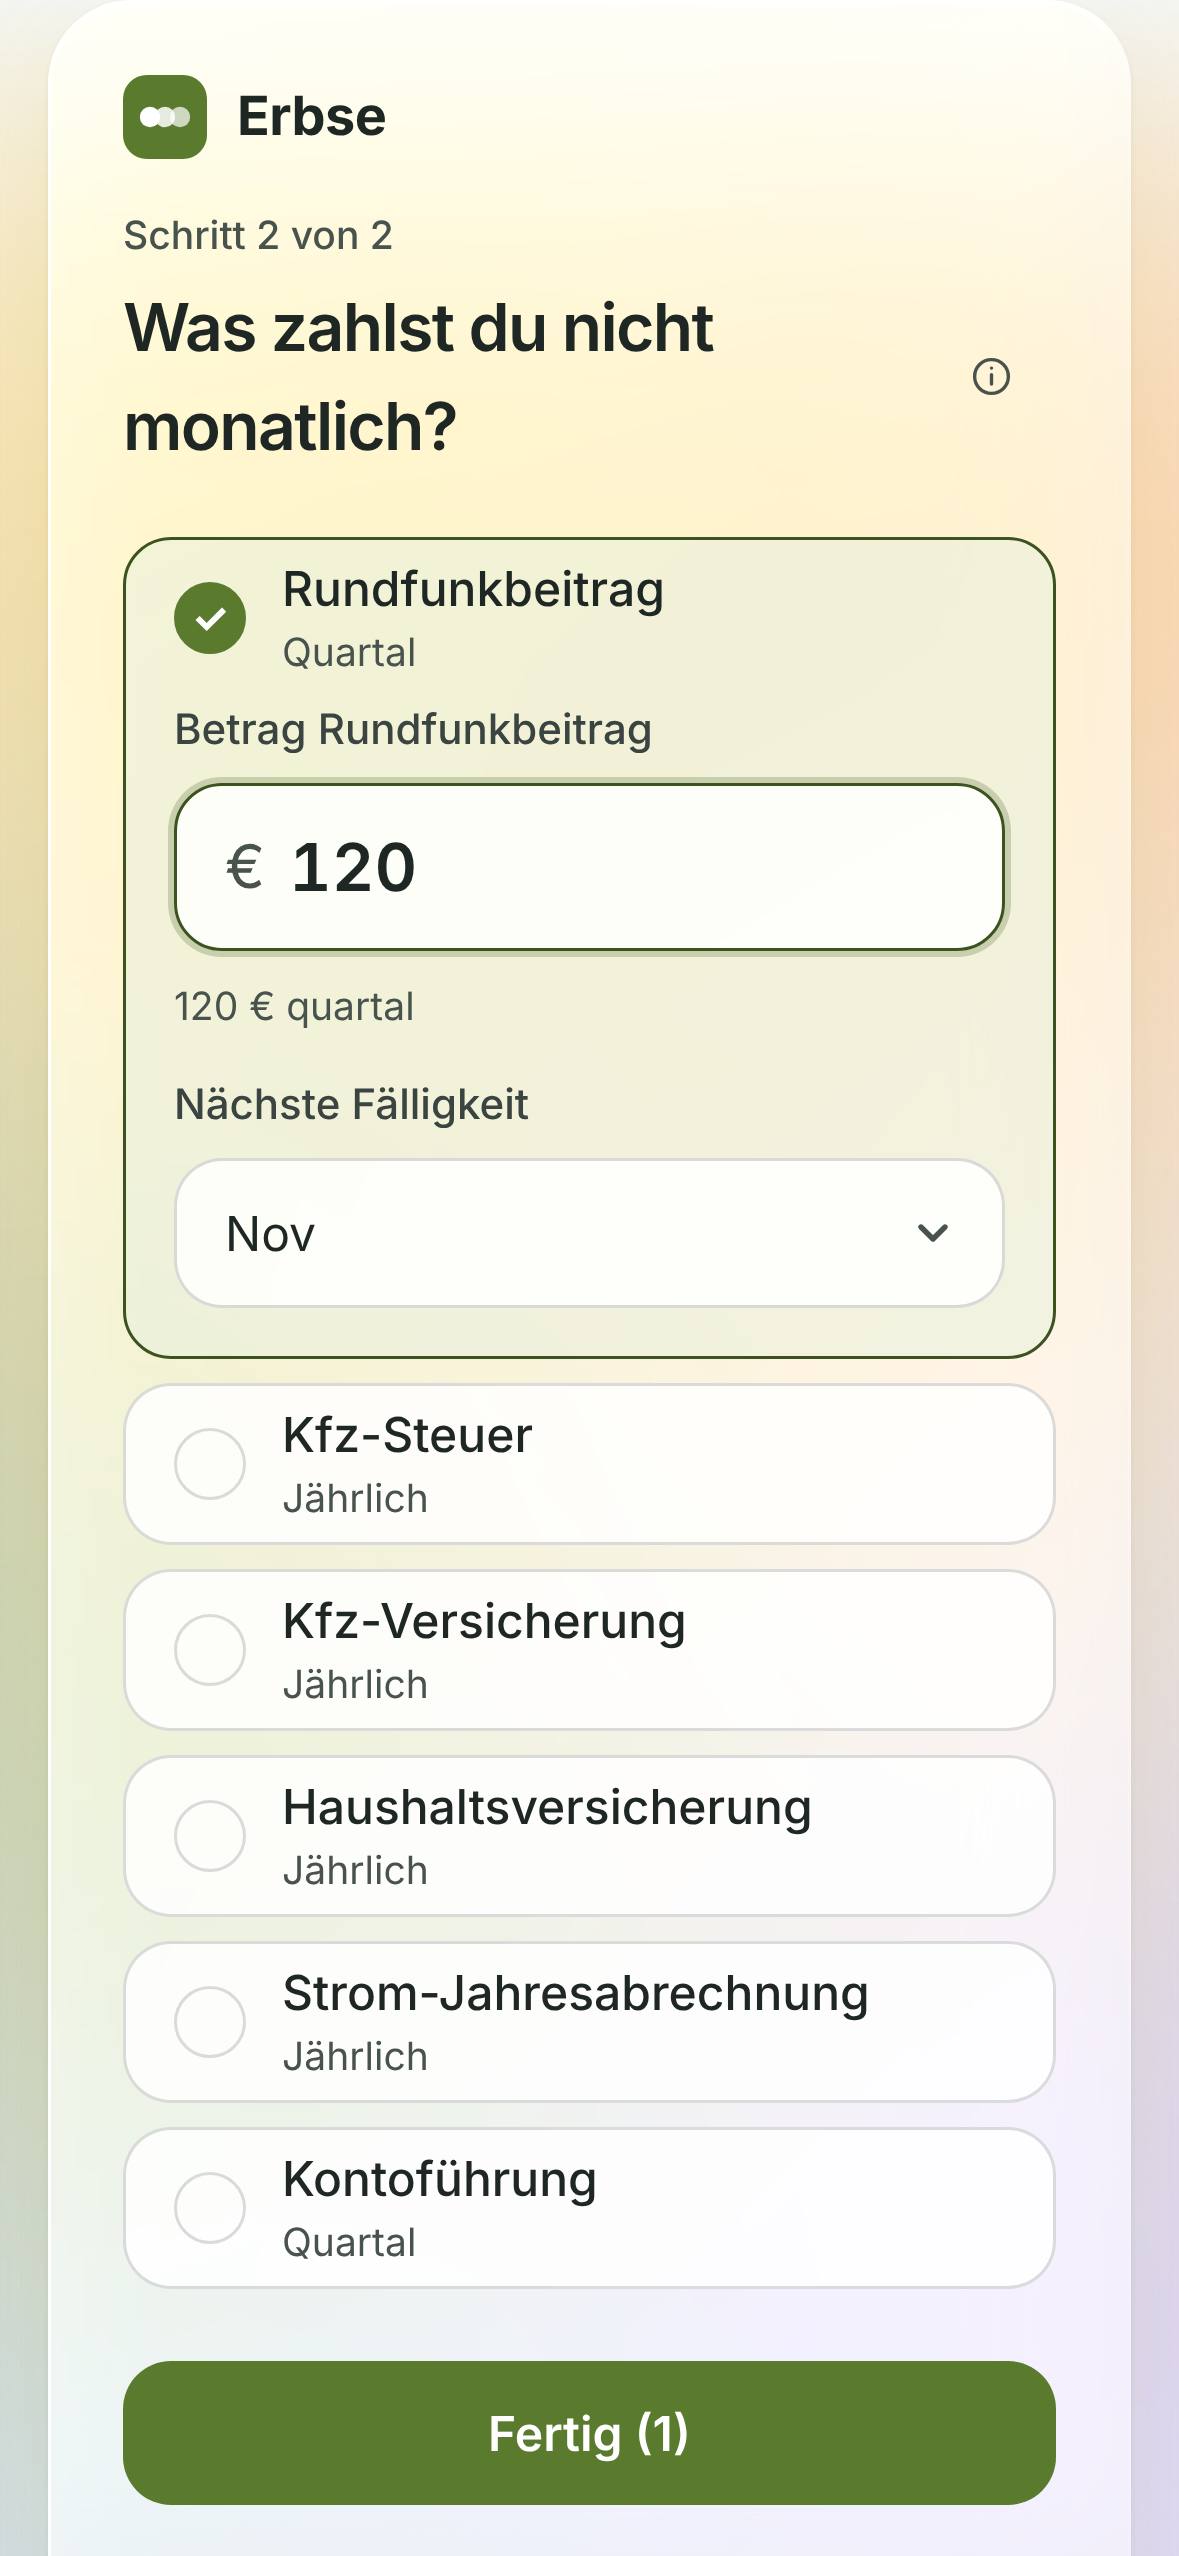 Erbse
Schritt 2 von 2
Was zahlst du nicht
monatlich?
Rundfunkbeitrag
Quartal
Betrag Rundfunkbeitrag
€ 120
120 € quartal
Nächste Fälligkeit
Nov
Kfz-Steuer
Jährlich
Kfz-Versicherung
Jährlich
Haushaltsversicherung
Jährlich
Strom-Jahresabrechnung
Jährlich
Kontoführung
Quartal
Fertig (1)